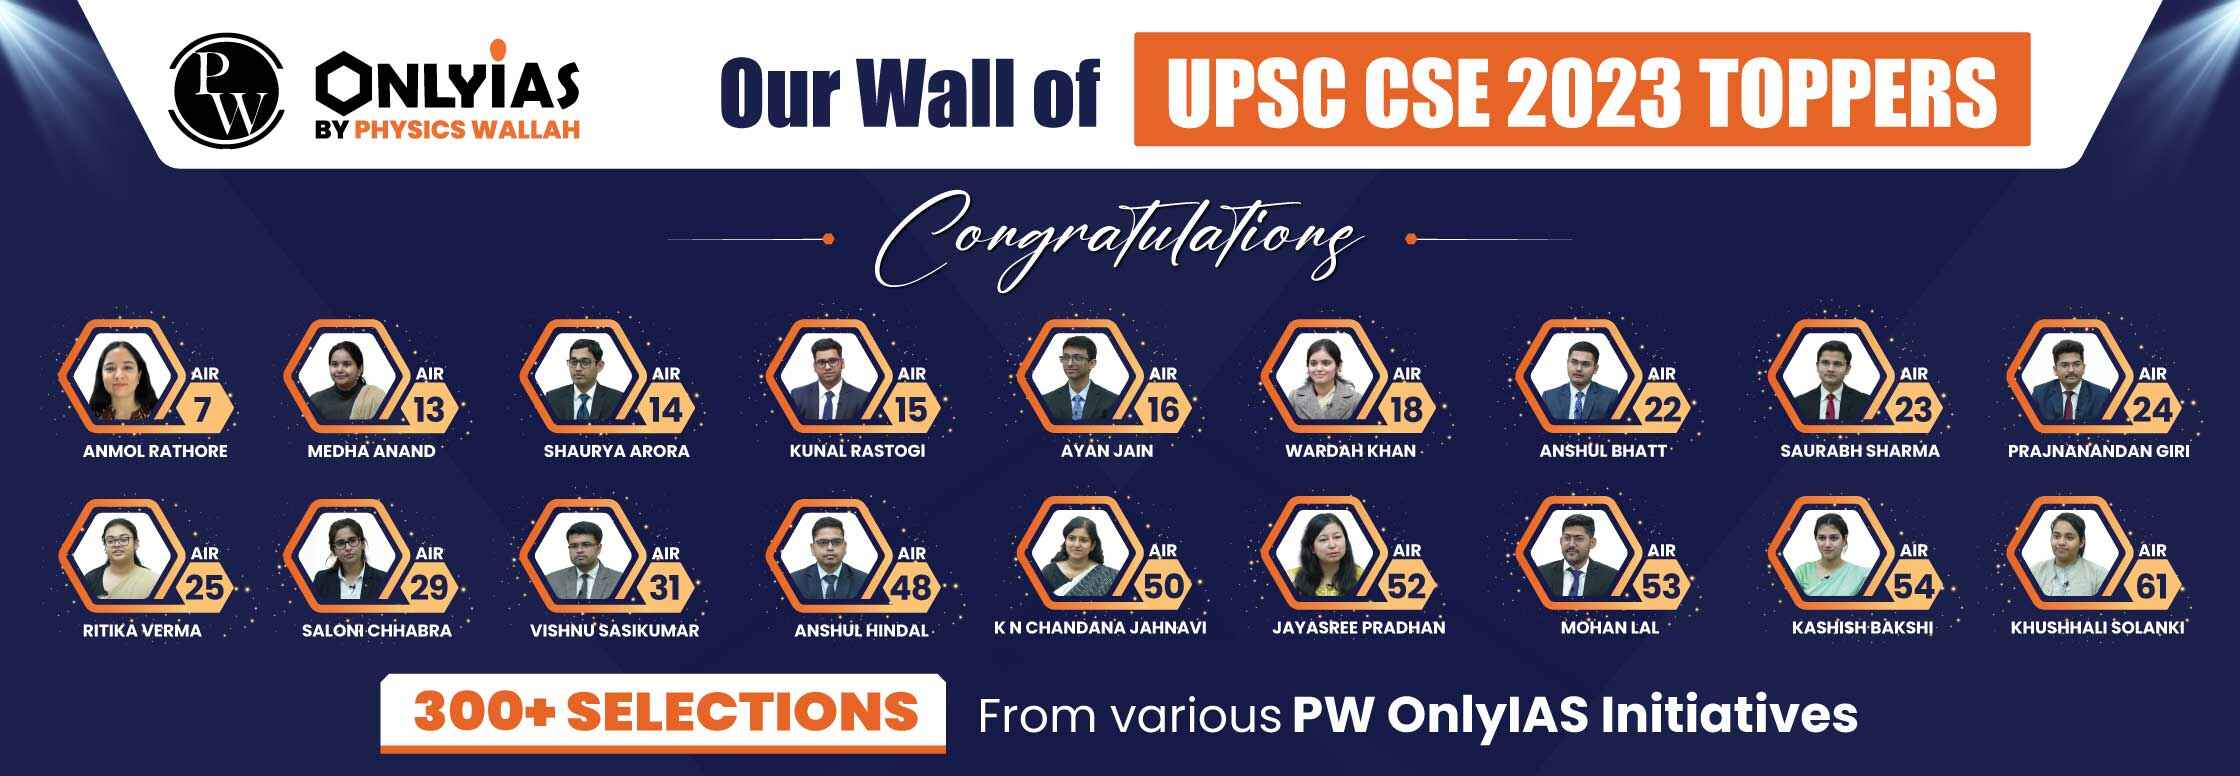 PW
ONLYIAS
BY PHYSICS WALLAH
Our Wall of UPSC CSE 2023 TOPPERS
Congratulations
AIR 7
ANMOL RATHORE
AIR 13
MEDHA ANAND
AIR 14
SHAURYA ARORA
AIR 15
KUNAL RASTOGI
AIR 16
AYAN JAIN
AIR 18
WARDAH KHAN
AIR 22
ANSHUL BHATT
AIR 23
SAURABH SHARMA
AIR 24
PRAJNANANDAN GIRI
AIR 25
RITIKA VERMA
AIR 29
SALONI CHHABRA
AIR 31
VISHNU SASIKUMAR
AIR 48
ANSHUL HINDAL
AIR 50
K N CHANDANA JAHNAVI
AIR 52
JAYASREE PRADHAN
AIR 53
MOHAN LAL
AIR 54
KASHISH BAKSHI
AIR 61
KHUSHHALI SOLANKI
300+ SELECTIONS From various PW OnlyIAS Initiatives